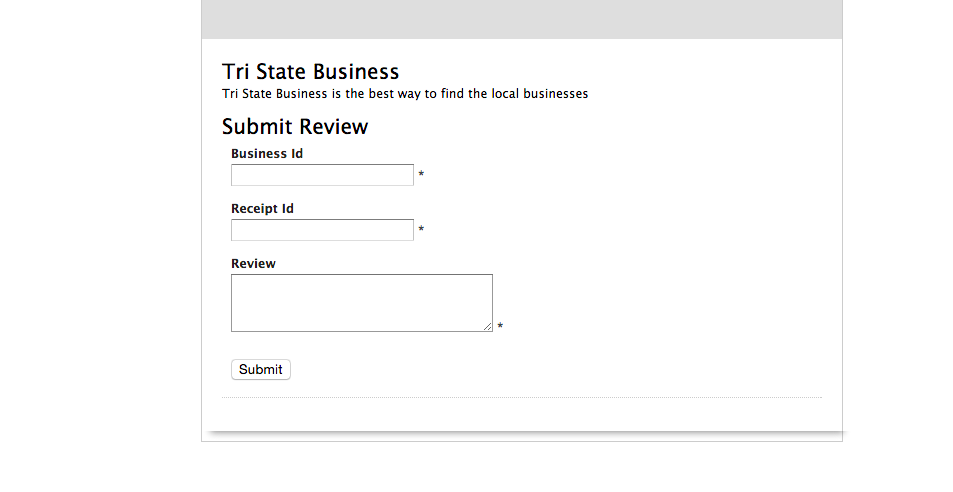 Tri State Business
Tri State Business is the best way to find the local businesses
Submit Review
Business Id
*
Receipt Id
*
Review
*
Submit